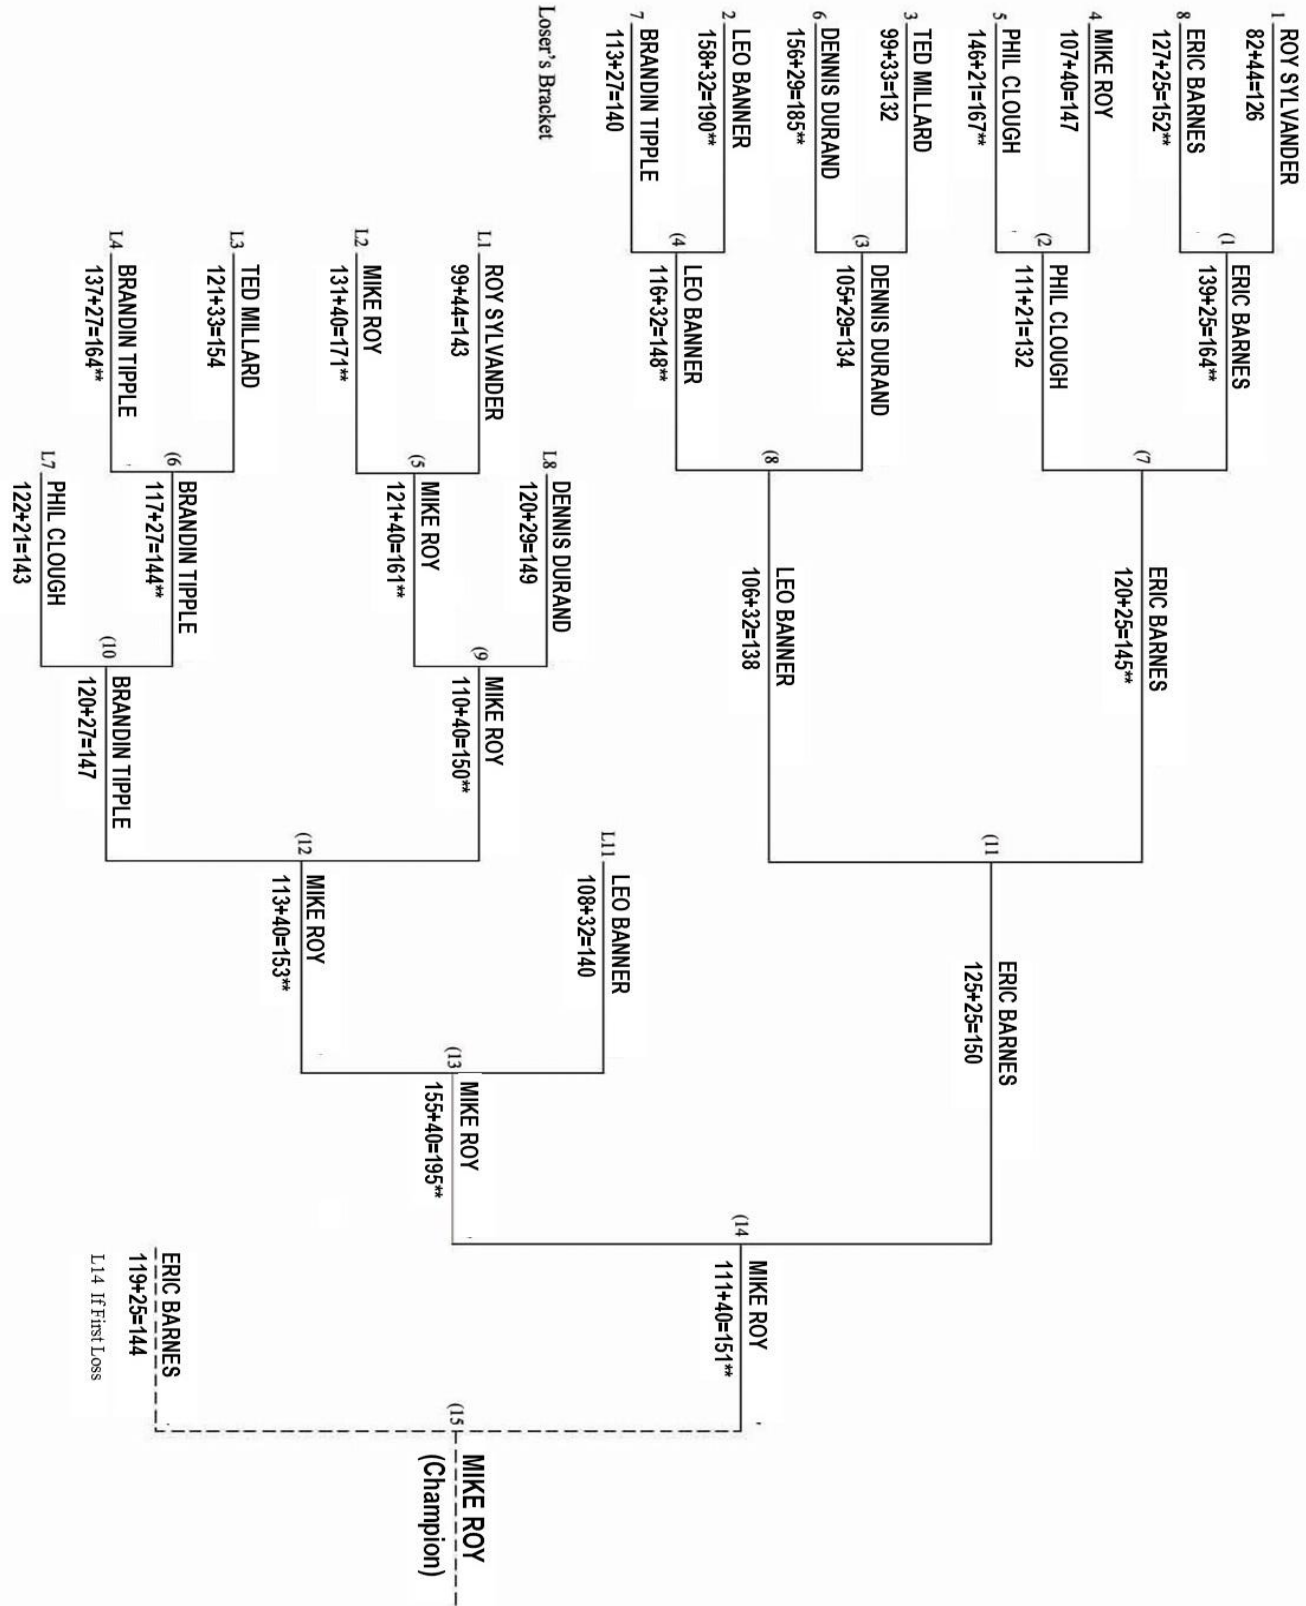 1 ROY SYLVANDER
82+44=126
(1 ERIC BARNES
139+25=164**
8 ERIC BARNES
127+25=152**
(7 ERIC BARNES
120+25=145**
4 MIKE ROY
107+40=147
(2 PHIL CLOUGH
111+21=132
5 PHIL CLOUGH
146+21=167**
(11 ERIC BARNES
125+25=150
3 TED MILLARD
99+33=132
(3 DENNIS DURAND
105+29=134
6 DENNIS DURAND
156+29=185**
(8 LEO BANNER
106+32=138
2 LEO BANNER
158+32=190**
(4 LEO BANNER
116+32=148**
7 BRANDIN TIPPLE
113+27=140
(14 MIKE ROY
111+40=151**
Loser's Bracket
L11 LEO BANNER
108+32=140
L8 DENNIS DURAND
120+29=149
L1 ROY SYLVANDER
99+44=143
(9 MIKE ROY
110+40=150**
(5 MIKE ROY
121+40=161**
L2 MIKE ROY
131+40=171**
(13 MIKE ROY
155+40=195**
(15 MIKE ROY
(Champion)
(12 MIKE ROY
113+40=153**
L3 TED MILLARD
121+33=154
(6 BRANDIN TIPPLE
117+27=144**
L4 BRANDIN TIPPLE
137+27=164**
(10 BRANDIN TIPPLE
120+27=147
L7 PHIL CLOUGH
122+21=143
ERIC BARNES
119+25=144
L14 If First Loss